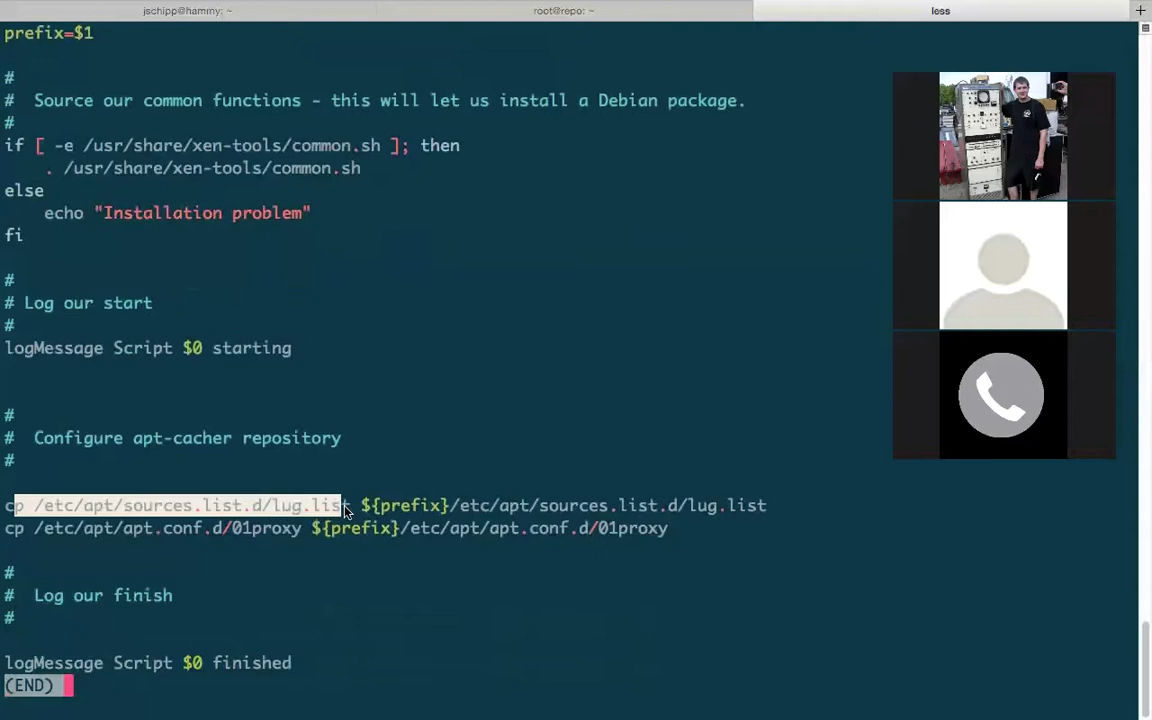 jschipp@hammy: ~
root@repo: ~
less
prefix=$1
#
#  Source our common functions - this will let us install a Debian package.
#
if [ -e /usr/share/xen-tools/common.sh ]; then
    . /usr/share/xen-tools/common.sh
else
    echo "Installation problem"
fi
#
# Log our start
#
logMessage Script $0 starting
#
#  Configure apt-cacher repository
#
cp /etc/apt/sources.list.d/lug.list ${prefix}/etc/apt/sources.list.d/lug.list
cp /etc/apt/apt.conf.d/01proxy ${prefix}/etc/apt/apt.conf.d/01proxy
#
#  Log our finish
#
logMessage Script $0 finished
(END)